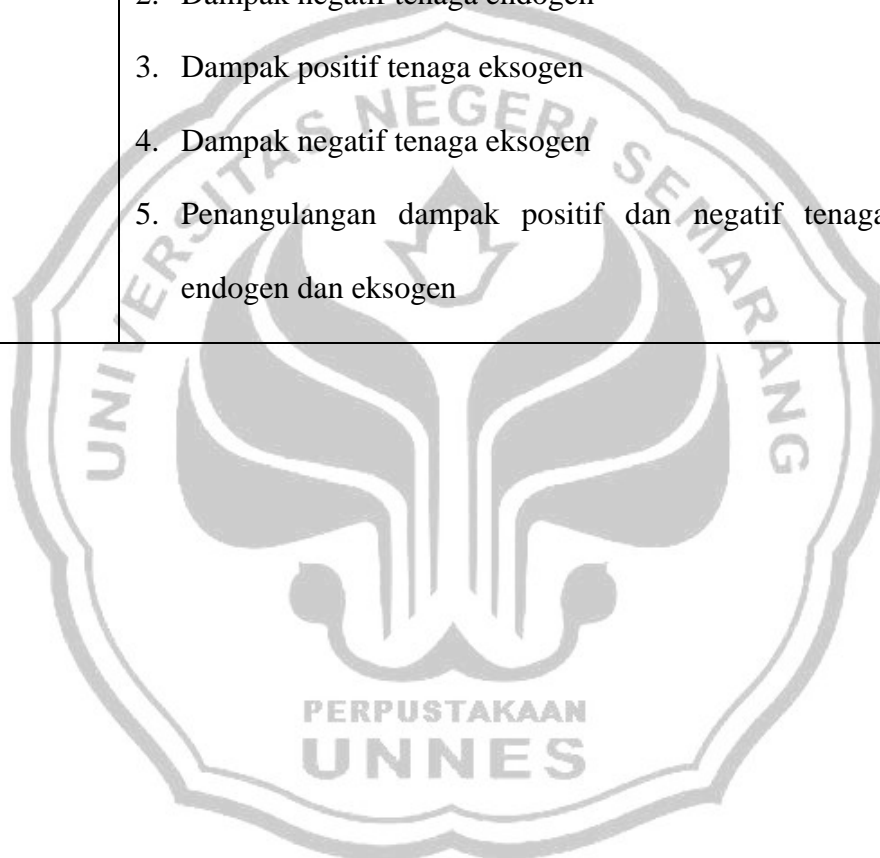 2. Dampak negatif tenaga endogen
3. Dampak positif tenaga eksogen
4. Dampak negatif tenaga eksogen
5. Penangulangan dampak positif dan negatif tenaga
endogen dan eksogen
UNIVERSITAS NEGERI SEMARANG
PERPUSTAKAAN
UNNES